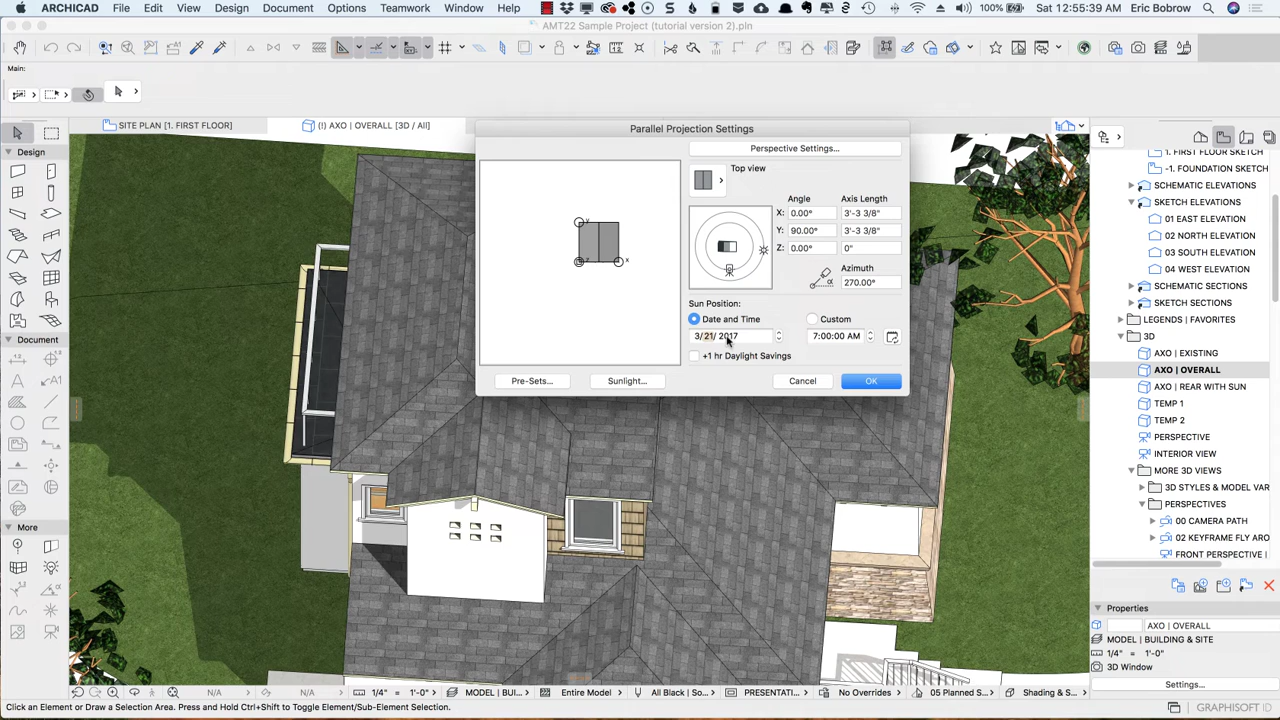 ARCHICAD File Edit View Design Document Options Teamwork Window Help 100% Sun 12:55:39 AM Eric Bobrow
AMT22 Sample Project (tutorial version 2).pln
Main:
SITE PLAN [1. FIRST FLOOR]
(!) AXO | OVERALL [3D / All]
Design
Document
More
Parallel Projection Settings
Perspective Settings...
Top view
Angle Axis Length
X: 0.00° 3'-3 3/8"
Y: 90.00° 3'-3 3/8"
Z: 0.00° 0"
Azimuth
270.00°
Sun Position:
Date and Time Custom
3/21/2017 7:00:00 AM
+1 hr Daylight Savings
Pre-Sets... Sunlight... Cancel OK
1. FIRST FLOOR SKETCH
-1. FOUNDATION SKETCH
SCHEMATIC ELEVATIONS
SKETCH ELEVATIONS
01 EAST ELEVATION
02 NORTH ELEVATION
03 SOUTH ELEVATION
04 WEST ELEVATION
SCHEMATIC SECTIONS
SKETCH SECTIONS
LEGENDS | FAVORITES
3D
AXO | EXISTING
AXO | OVERALL
AXO | REAR WITH SUN
TEMP 1
TEMP 2
PERSPECTIVE
INTERIOR VIEW
MORE 3D VIEWS
3D STYLES & MODEL VAR
PERSPECTIVES
00 CAMERA PATH
02 KEYFRAME FLY ARO
FRONT PERSPECTIVE |
Properties
AXO | OVERALL
MODEL | BUILDING & SITE
1/4" = 1'-0"
3D Window
Settings...
N/A N/A 1/4" = 1'-0" MODEL | BUI... Entire Model All Black | So... PRESENTATI... No Overrides 05 Planned S... Shading & S...
Click an Element or Draw a Selection Area. Press and Hold Ctrl+Shift to Toggle Element/Sub-Element Selection.
GRAPHISOFT ID